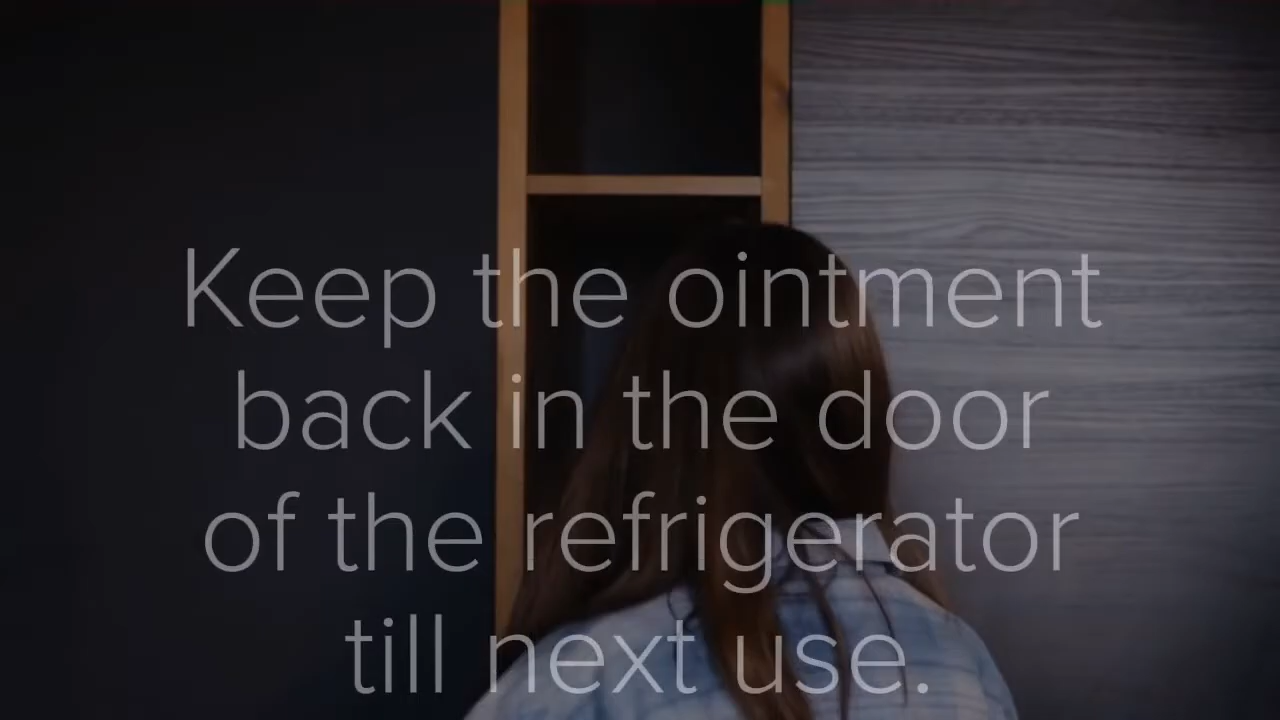 Keep the ointment
back in the door
of the refrigerator
till next use.